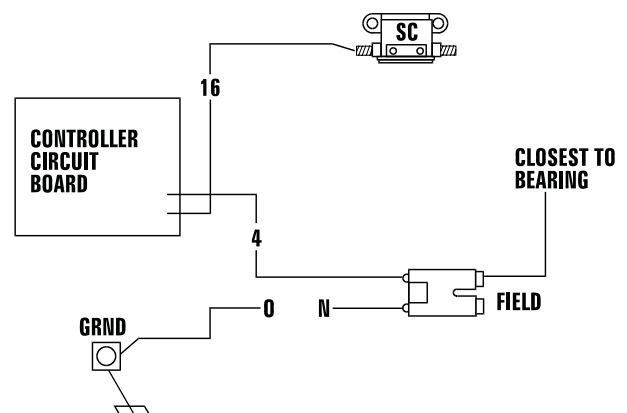 SC
16
CONTROLLER
CIRCUIT
BOARD
CLOSEST TO
BEARING
4
0 N
FIELD
GRND